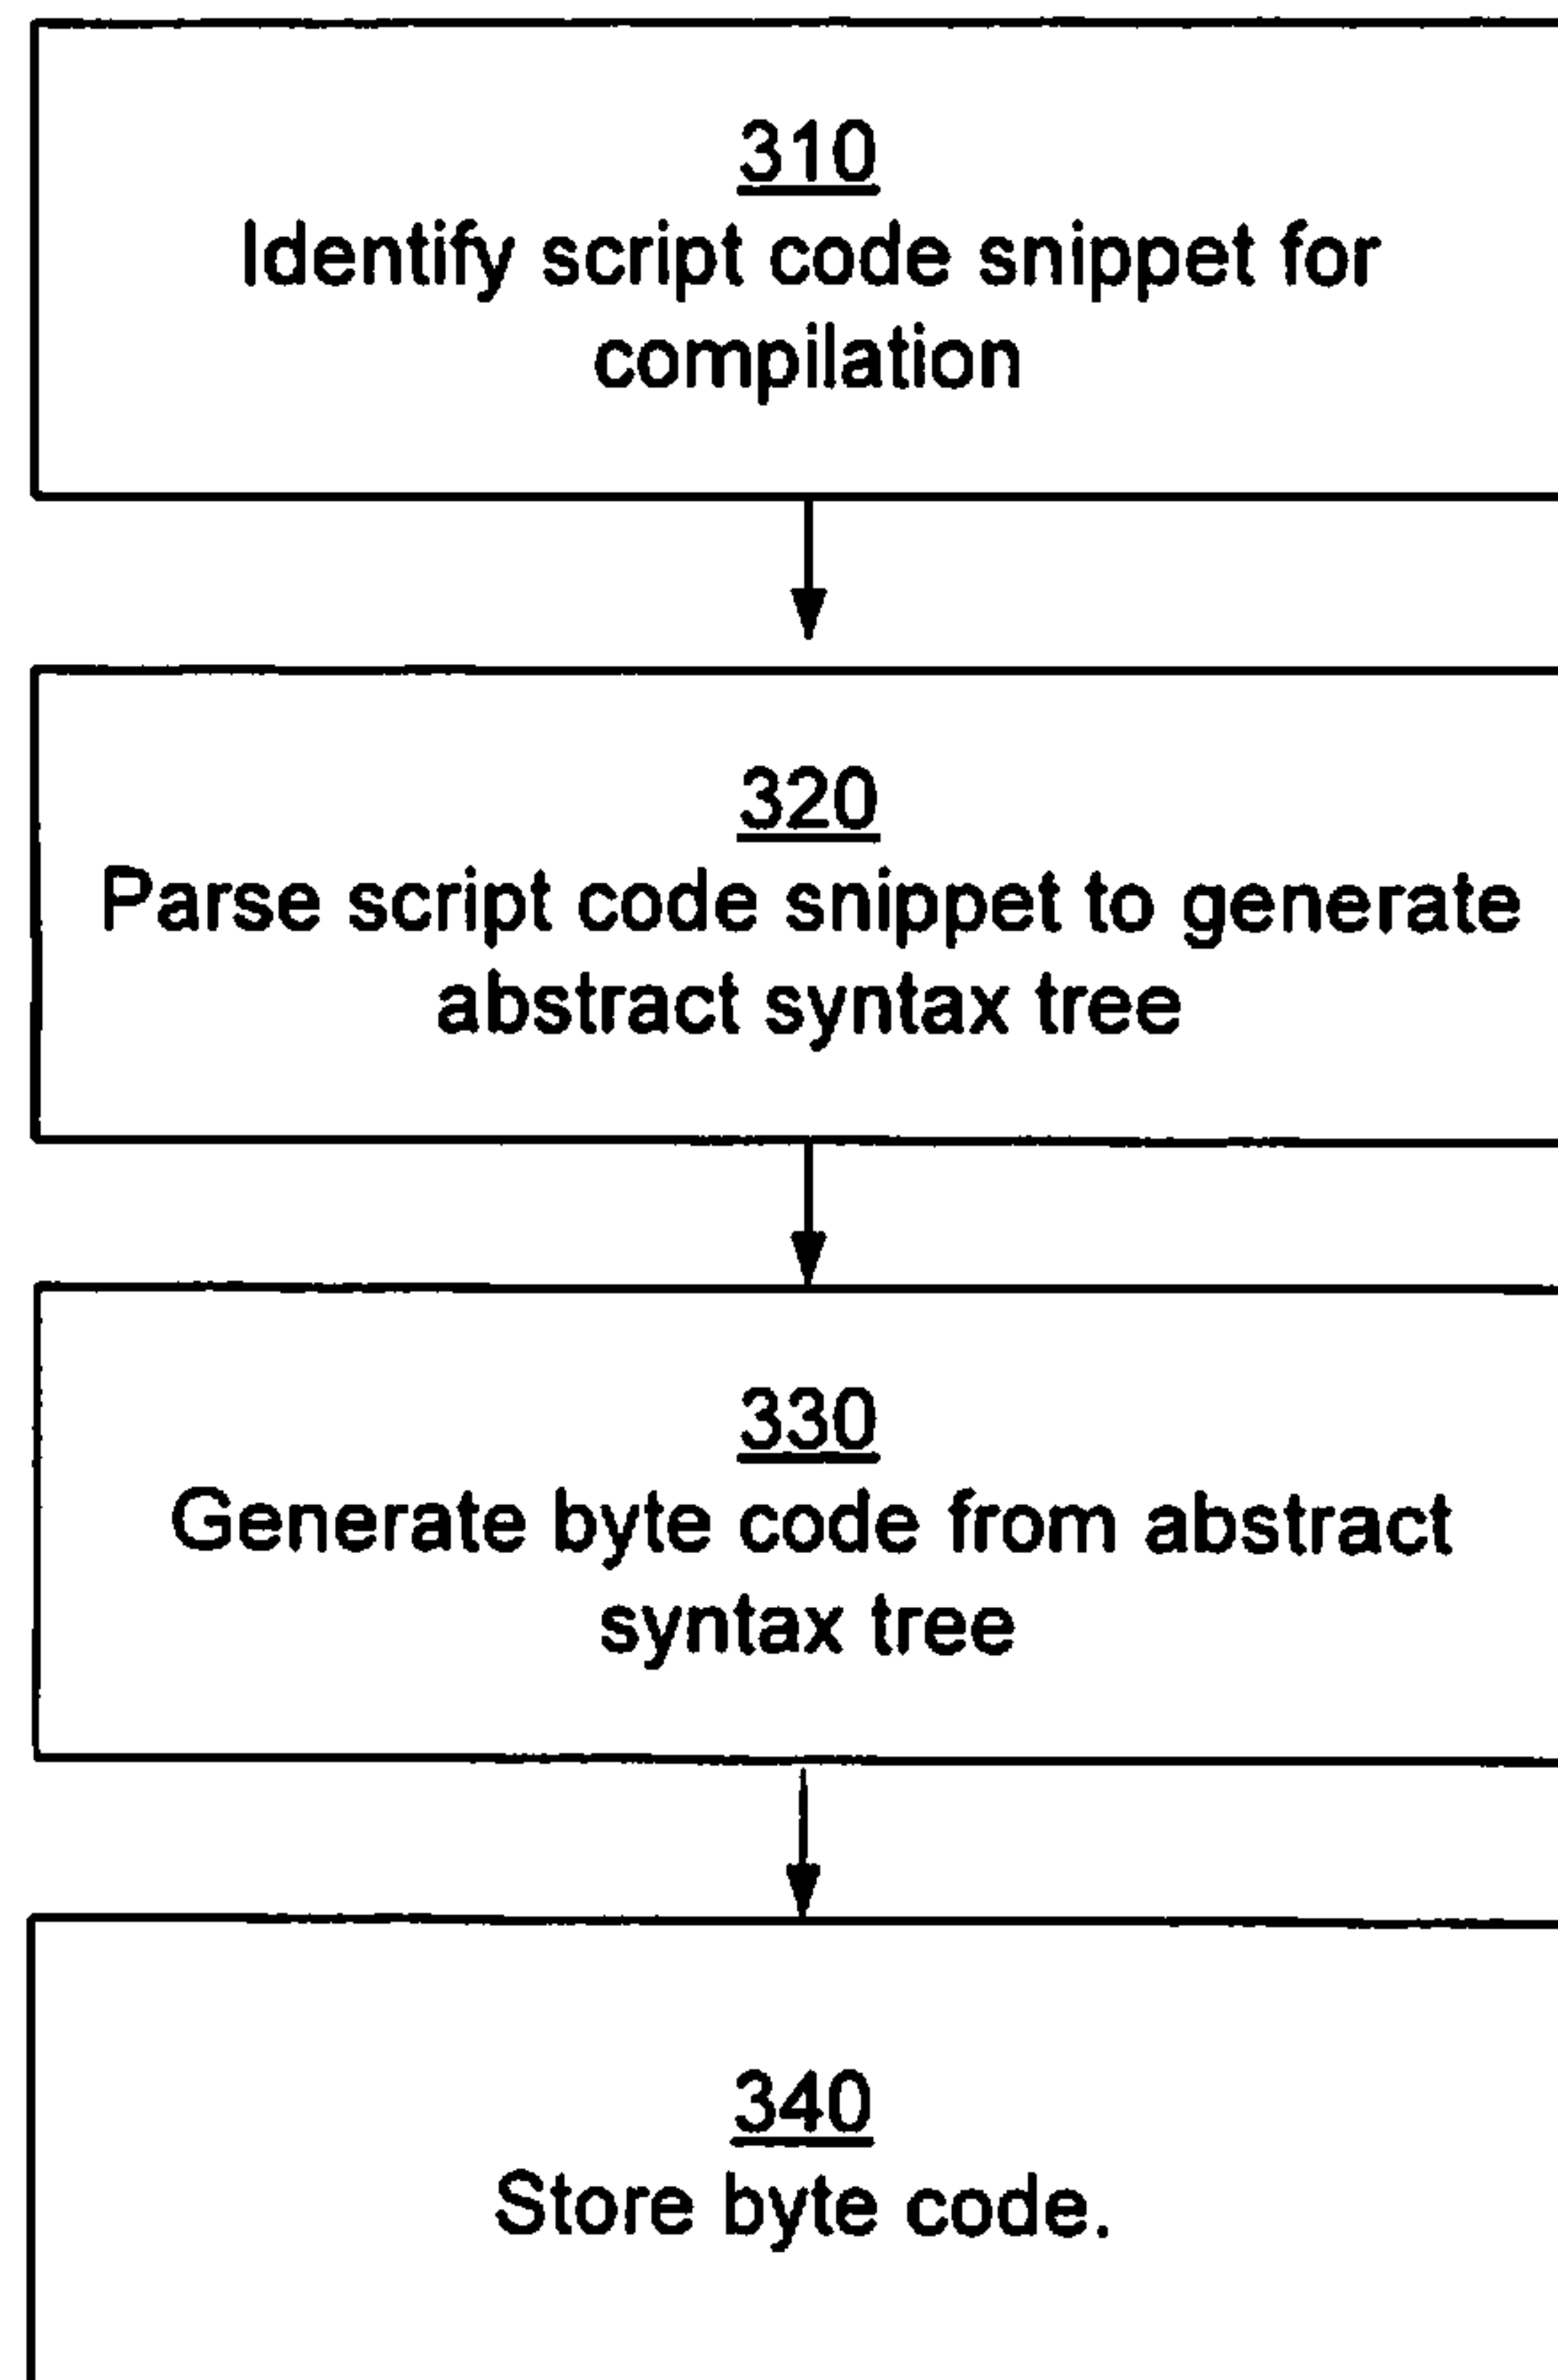 310
Identify script code snippet for
compilation
320
Parse script code snippet to generate
abstract syntax tree
330
Generate byte code from abstract
syntax tree
340
Store byte code.